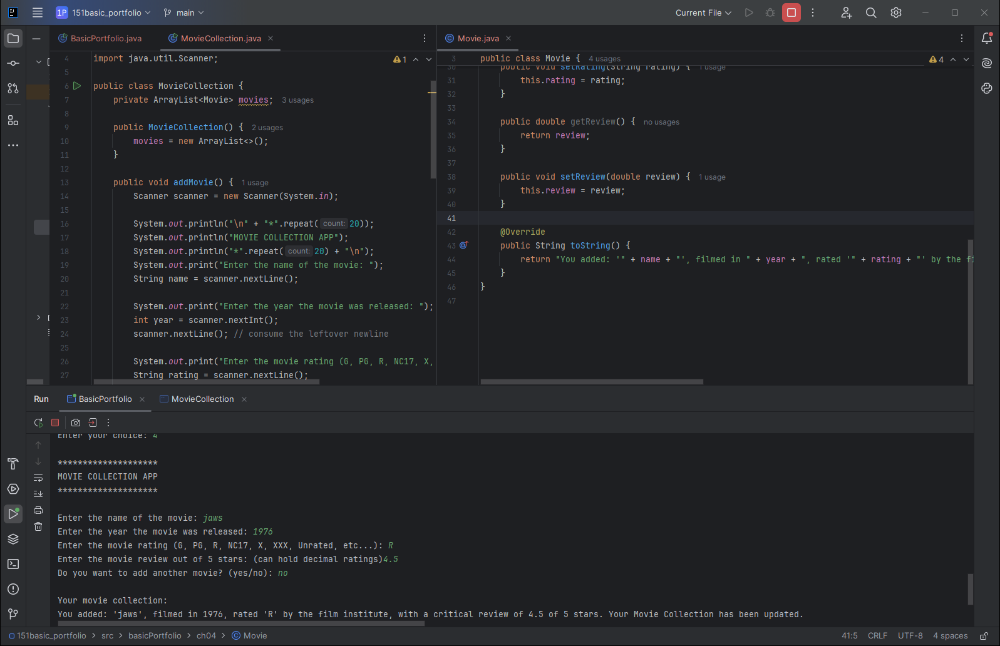 1P 151basic_portfolio main Current File
BasicPortfolio.java MovieCollection.java
4 import java.util.Scanner; 1
5
6 public class MovieCollection {
7 private ArrayList<Movie> movies; 3 usages
8
9 public MovieCollection() { 2 usages
10 movies = new ArrayList<>();
11 }
12
13 public void addMovie() { 1 usage
14 Scanner scanner = new Scanner(System.in);
15
16 System.out.println("\n" + "*".repeat( count: 20));
17 System.out.println("MOVIE COLLECTION APP");
18 System.out.println("*".repeat( count: 20) + "\n");
19 System.out.print("Enter the name of the movie: ");
20 String name = scanner.nextLine();
21
22 System.out.print("Enter the year the movie was released: ");
23 int year = scanner.nextInt();
24 scanner.nextLine(); // consume the leftover newline
25
26 System.out.print("Enter the movie rating (G, PG, R, NC17, X,
27 String rating = scanner.nextLine();
Movie.java
3 public class Movie { 4 usages 4
30 public void setRating(String rating) { 1 usage
31 this.rating = rating;
32 }
33
34 public double getReview() { no usages
35 return review;
36 }
37
38 public void setReview(double review) { 1 usage
39 this.review = review;
40 }
41
42 @Override
43 public String toString() {
44 return "You added: '" + name + "', filmed in " + year + ", rated '" + rating + "' by the fi
45 }
46 }
47
Run BasicPortfolio MovieCollection
Enter your choice: 4
********************
MOVIE COLLECTION APP
********************
Enter the name of the movie: jaws
Enter the year the movie was released: 1976
Enter the movie rating (G, PG, R, NC17, X, XXX, Unrated, etc...): R
Enter the movie review out of 5 stars: (can hold decimal ratings)4.5
Do you want to add another movie? (yes/no): no
Your movie collection:
You added: 'jaws', filmed in 1976, rated 'R' by the film institute, with a critical review of 4.5 of 5 stars. Your Movie Collection has been updated.
151basic_portfolio > src > basicPortfolio > ch04 > Movie 41:5 CRLF UTF-8 4 spaces